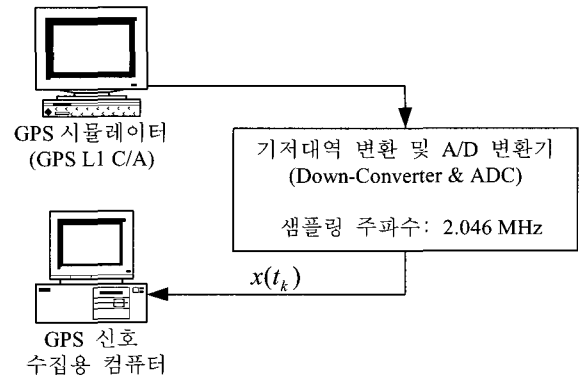 GPS 시뮬레이터
(GPS L1 C/A)
기저대역 변환 및 A/D 변환기
(Down-Converter & ADC)
샘플링 주파수: 2.046 MHz
x(t_k)
GPS 신호
수집용 컴퓨터